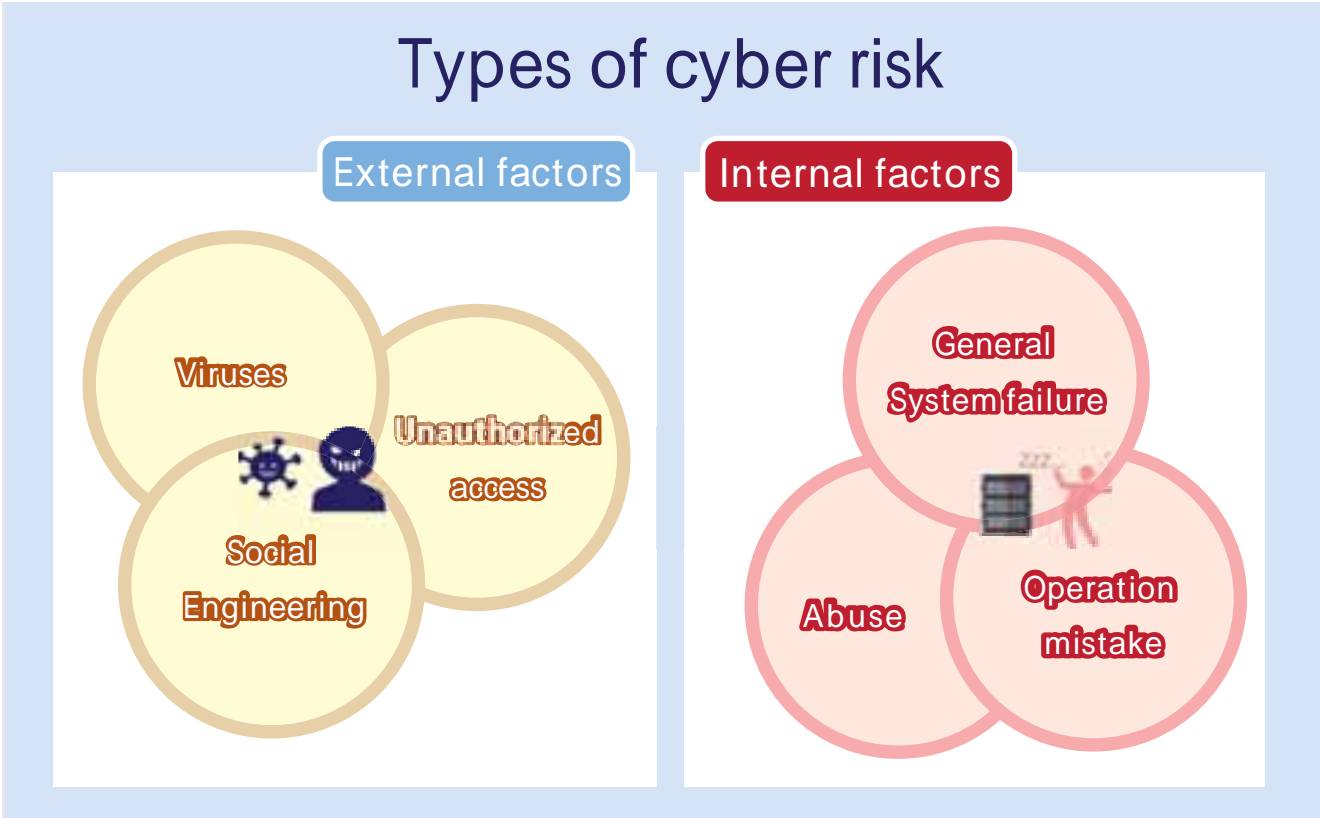 Types of cyber risk
External factors
Viruses
Unauthorized
access
Social
Engineering
Internal factors
General
System failure
zzz
Abuse
Operation
mistake